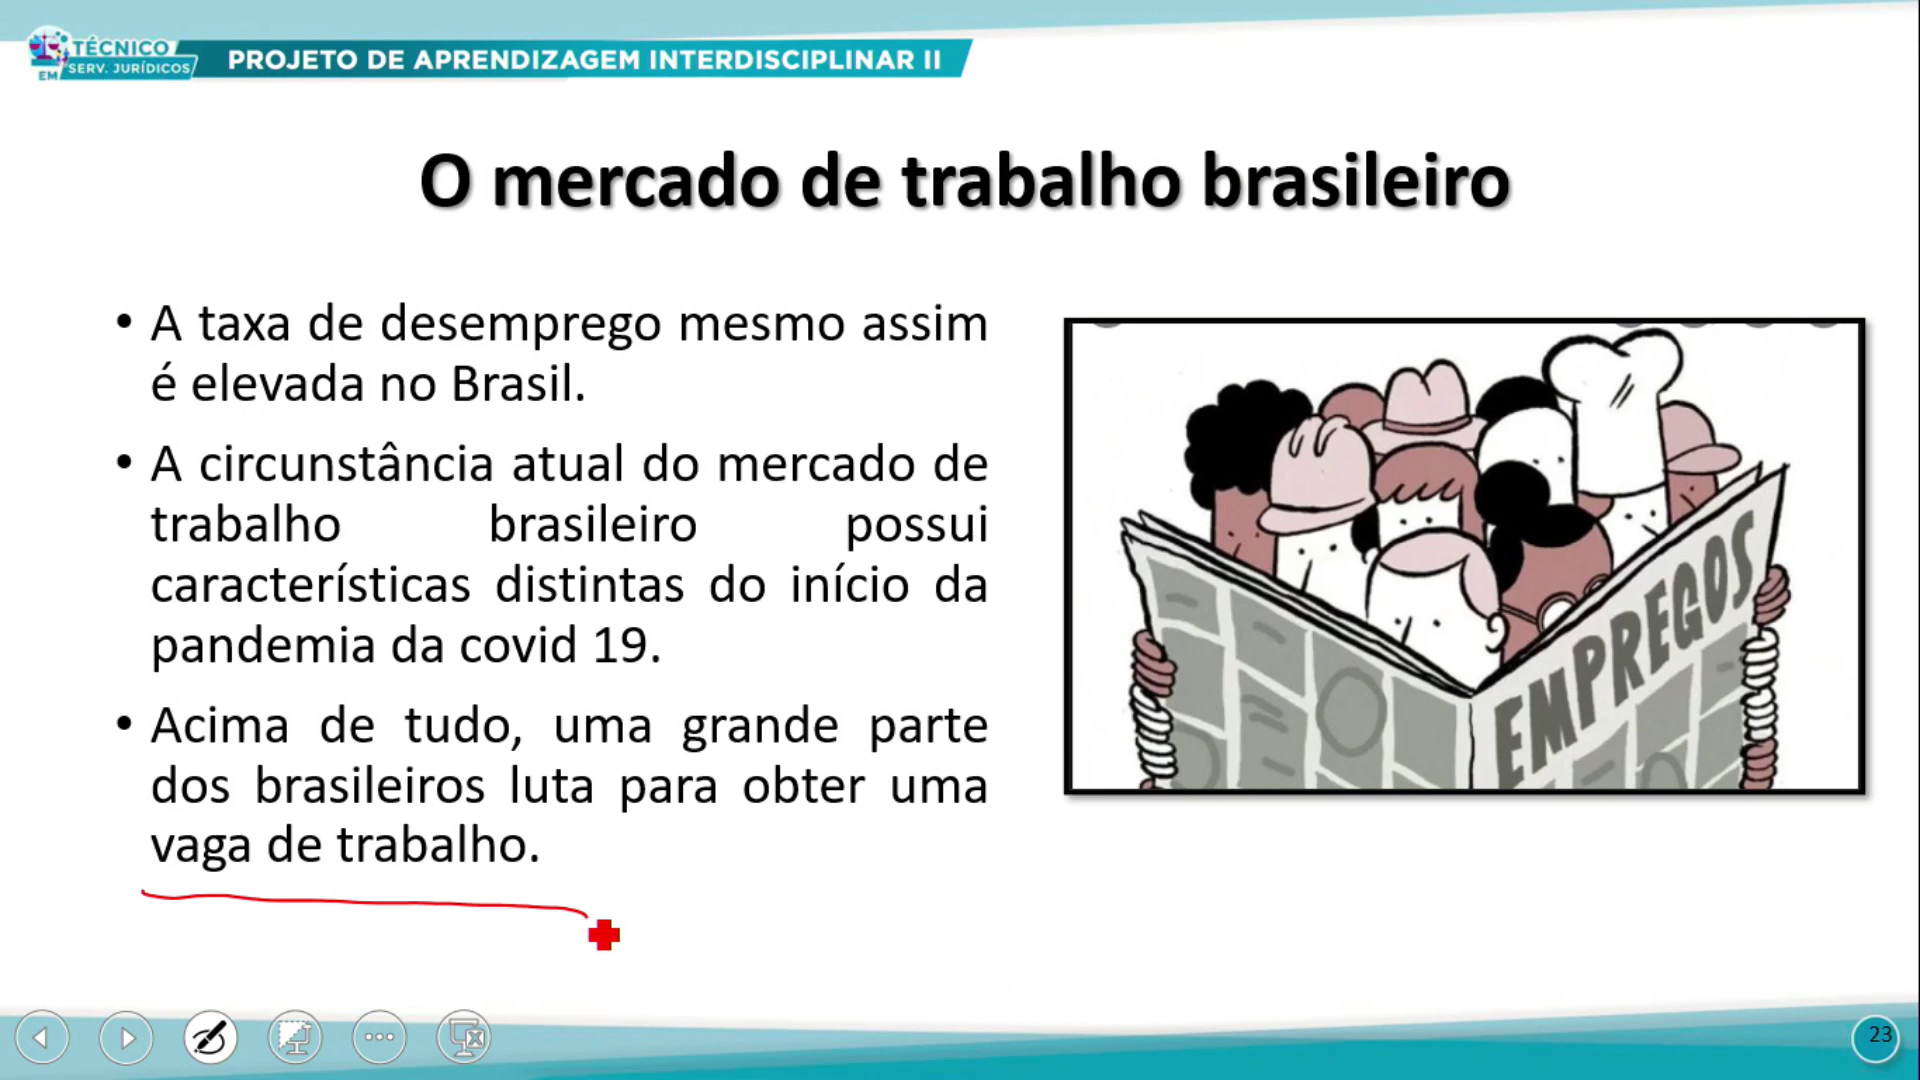 TÉCNICO
EM SERV. JURÍDICOS
PROJETO DE APRENDIZAGEM INTERDISCIPLINAR II
O mercado de trabalho brasileiro
• A taxa de desemprego mesmo assim
é elevada no Brasil.
• A circunstância atual do mercado de
trabalho brasileiro possui
características distintas do início da
pandemia da covid 19.
• Acima de tudo, uma grande parte
dos brasileiros luta para obter uma
vaga de trabalho.
EMPREGOS
23